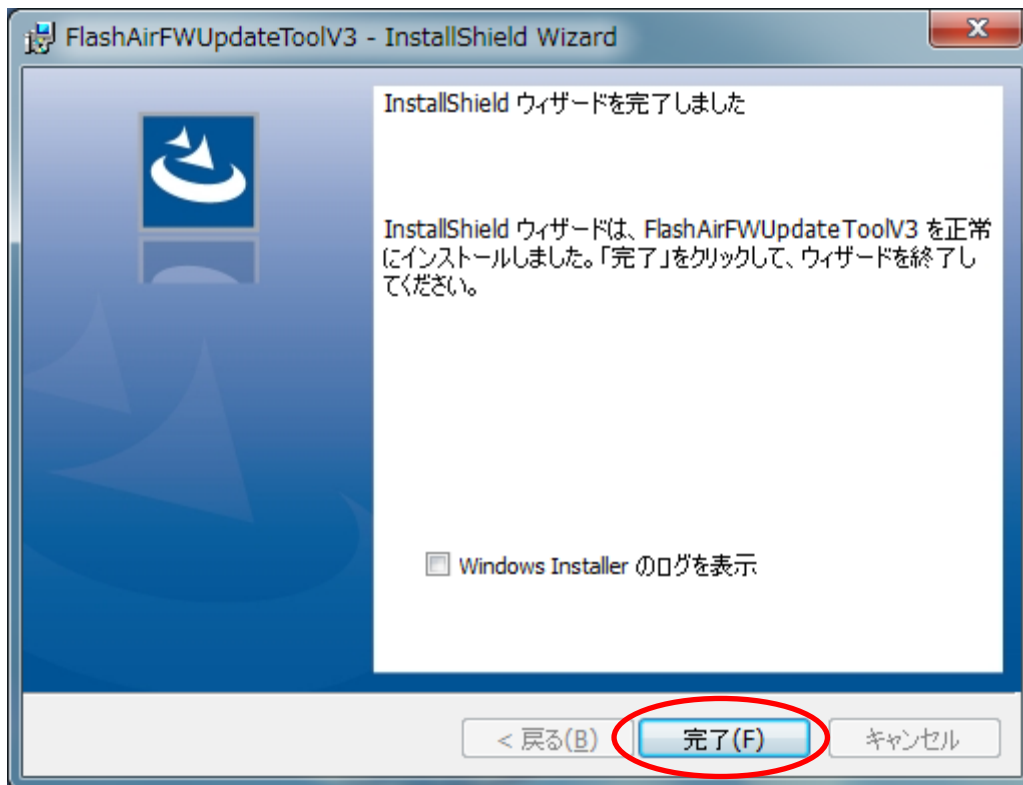 FlashAirFWUpdateToolV3 - InstallShield Wizard
InstallShield ウィザードを完了しました
InstallShield ウィザードは、FlashAirFWUpdateToolV3 を正常
にインストールしました。「完了」をクリックして、ウィザードを終了し
てください。
Windows Installer のログを表示
< 戻る(B)
完了(F)
キャンセル